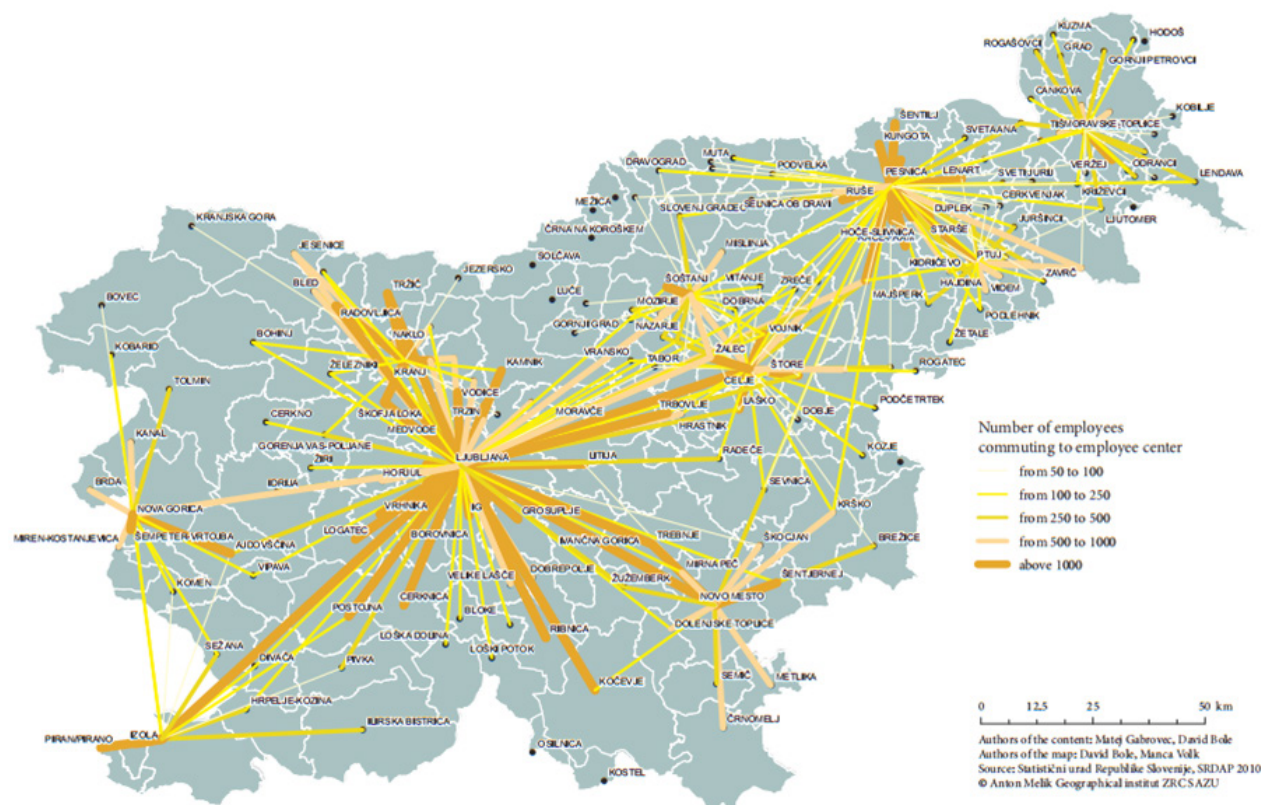 KUZMA
HODOŠ
ROGAŠOVCI
GRAD
GORNJI PETROVCI
CANKOVA
KOBILJE
ŠENTILJ
TIŠMORAVSKE-TOPLICE
KUNGOTA
SVETAANA
MUTA
DRAVOGRAD
PODVELKA
PESNICA
LENART
VERŽEJ
ODRANCI
SVETI JURIJ
LENDAVA
RUŠE
MEŽICA
SELNICA OB DRAVI
CERKVENJAK
KRIŽEVCI
SLOVENJ GRADEC
DUPLEK
LJUTOMER
KRANJSKA GORA
JURŠINCI
STARŠE
ČRNA NA KOROŠKEM
HOČE-SLIVNICA
JESENICE
MISLINJA
PTUJ
SOLČAVA
KIDRIČEVO
ZAVRČ
JEZERSKO
BLED
TRŽIČ
ŠOŠTANJ
VITANJE
ZREČE
HAJDINA
VIDEM
BOVEC
LUČE
MOZIRJE
DOBRNA
MAJŠPERK
PODLEHNIK
RADOVLJICA
GORNJI GRAD
NAZARJE
VOJNIK
ŽETALE
BOHINJ
NAKLO
KOBARID
VRANSKO
ŽALEC
TABOR
ŠTORE
ROGATEC
ŽELEZNIKI
KRANJ
KAMNIK
CELJE
TOLMIN
VODICE
ŠKOFJA LOKA
TRZIN
MORAVČE
TRBOVLJE
LAŠKO
DOBJE
PODČETRTEK
CERKNO
MEDVODE
HRASTNIK
KANAL
GORENJA VAS-POLJANE
KOZJE
ŽIRI
HORJUL
LJUBLJANA
LITIJA
RADEČE
BRDA
IDRIJA
SEVNICA
KRŠKO
NOVA GORICA
VRHNIKA
IG
GROSUPLJE
MIREN-KOSTANJEVICA
ŠEMPETER-VRTOJBA
LOGATEC
BOROVNICA
IVANČNA GORICA
TREBNJE
ŠKOCJAN
BREŽICE
AJDOVŠČINA
DOBREPOLJE
MIRNA PEČ
VIPAVA
VELIKE LAŠČE
ŽUŽEMBERK
ŠENTJERNEJ
KOMEN
CERKNICA
NOVO MESTO
POSTOJNA
BLOKE
DOLENJSKE-TOPLICE
RIBNICA
SEŽANA
LOŠKA DOLINA
DIVAČA
PIVKA
LOŠKI POTOK
KOČEVJE
SEMIČ
METLIKA
HRPELJE-KOZINA
ČRNOMELJ
ILIRSKA BISTRICA
PIRAN/PIRANO
IZOLA
OSILNICA
KOSTEL
Number of employees
commuting to employee center
from 50 to 100
from 100 to 250
from 250 to 500
from 500 to 1000
above 1000
0 12,5 25 50 km
Authors of the content: Matej Gabrovec, David Bole
Authors of the map: David Bole, Manca Volk
Source: Statistični urad Republike Slovenije, SRDAP 2010
© Anton Melik Geographical institut ZRC SAZU